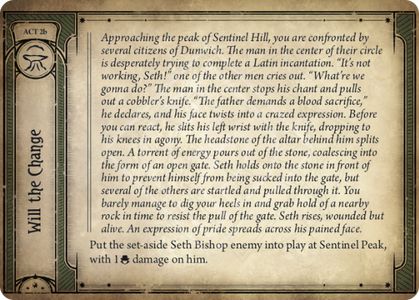 ACT 2b
Will the Change
Approaching the peak of Sentinel Hill, you are confronted by
several citizens of Dunwich. The man in the center of their circle
is desperately trying to complete a Latin incantation. “It’s not
working, Seth!” one of the other men cries out. “What’re we
gonna do?” The man in the center stops his chant and pulls
out a cobbler’s knife. “The father demands a blood sacrifice,”
he declares, and his face twists into a crazed expression. Before
you can react, he slits his left wrist with the knife, dropping to
his knees in agony. The headstone of the altar behind him splits
open. A torrent of energy pours out of the stone, coalescing into
the form of an open gate. Seth holds onto the stone in front of
him to prevent himself from being sucked into the gate, but
several of the others are startled and pulled through it. You
barely manage to dig your heels in and grab hold of a nearby
rock in time to resist the pull of the gate. Seth rises, wounded but
alive. An expression of pride spreads across his pained face.
Put the set-aside Seth Bishop enemy into play at Sentinel Peak,
with 1 damage on him.